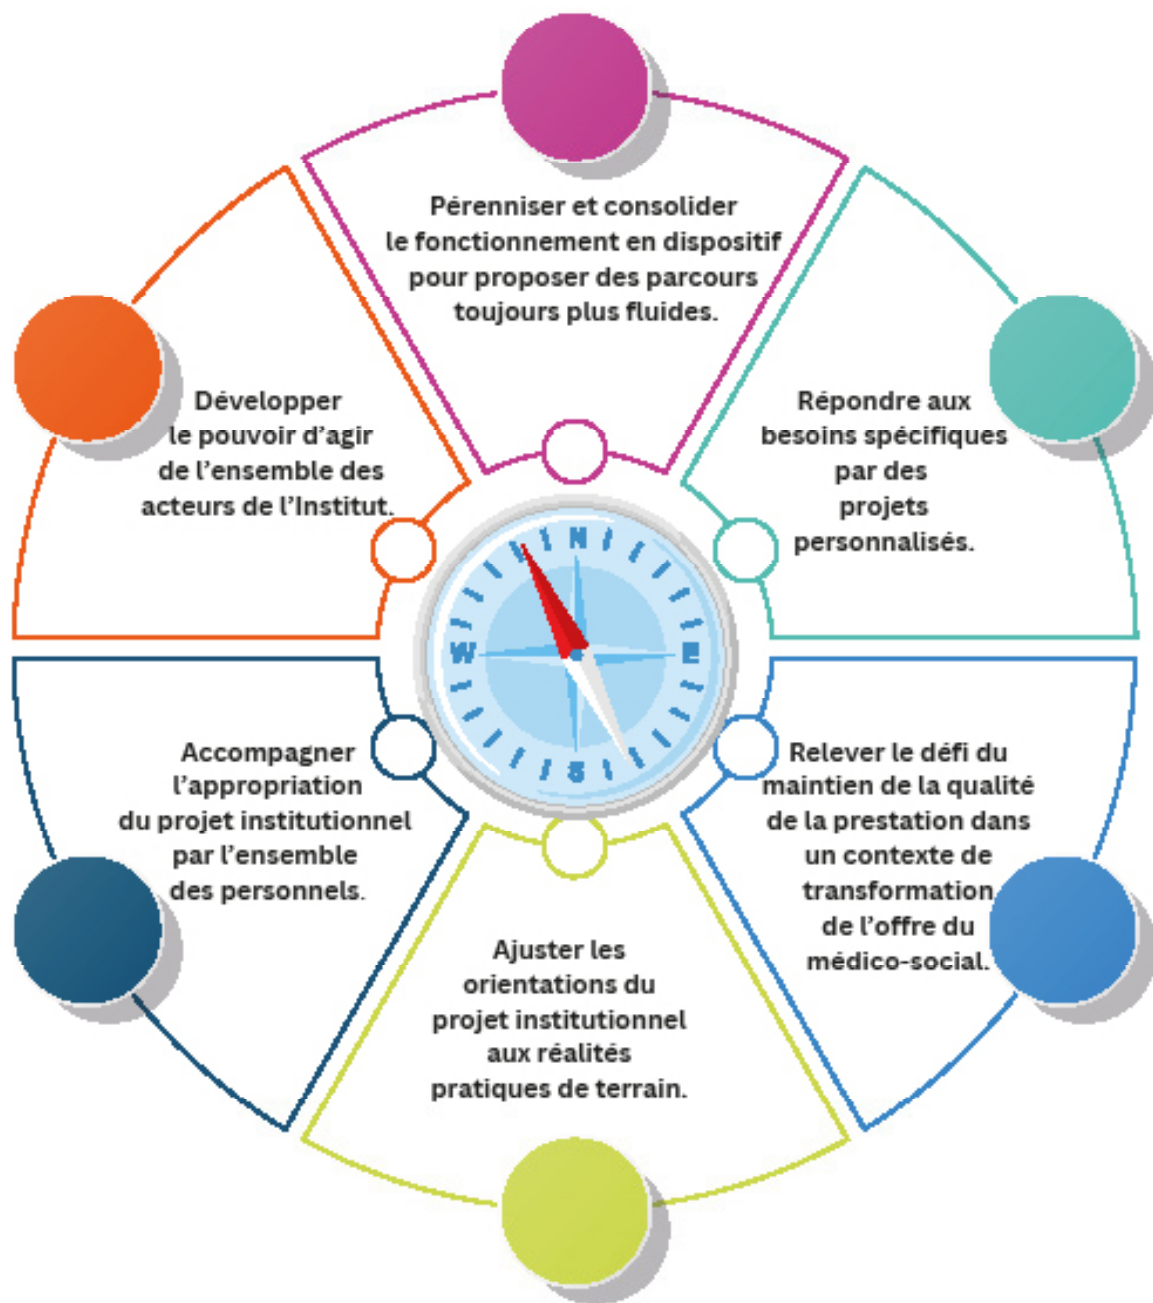 Pérenniser et consolider
le fonctionnement en dispositif
pour proposer des parcours
toujours plus fluides.
Répondre aux
besoins spécifiques
par des
projets
personnalisés.
Relever le défi du
maintien de la qualité
de la prestation dans
un contexte de
transformation
de l'offre du
médico-social.
Ajuster les
orientations du
projet institutionnel
aux réalités
pratiques de terrain.
Accompagner
l'appropriation
du projet institutionnel
par l'ensemble
des personnels.
Développer
le pouvoir d'agir
de l'ensemble des
acteurs de l'Institut.
N
E
S
W